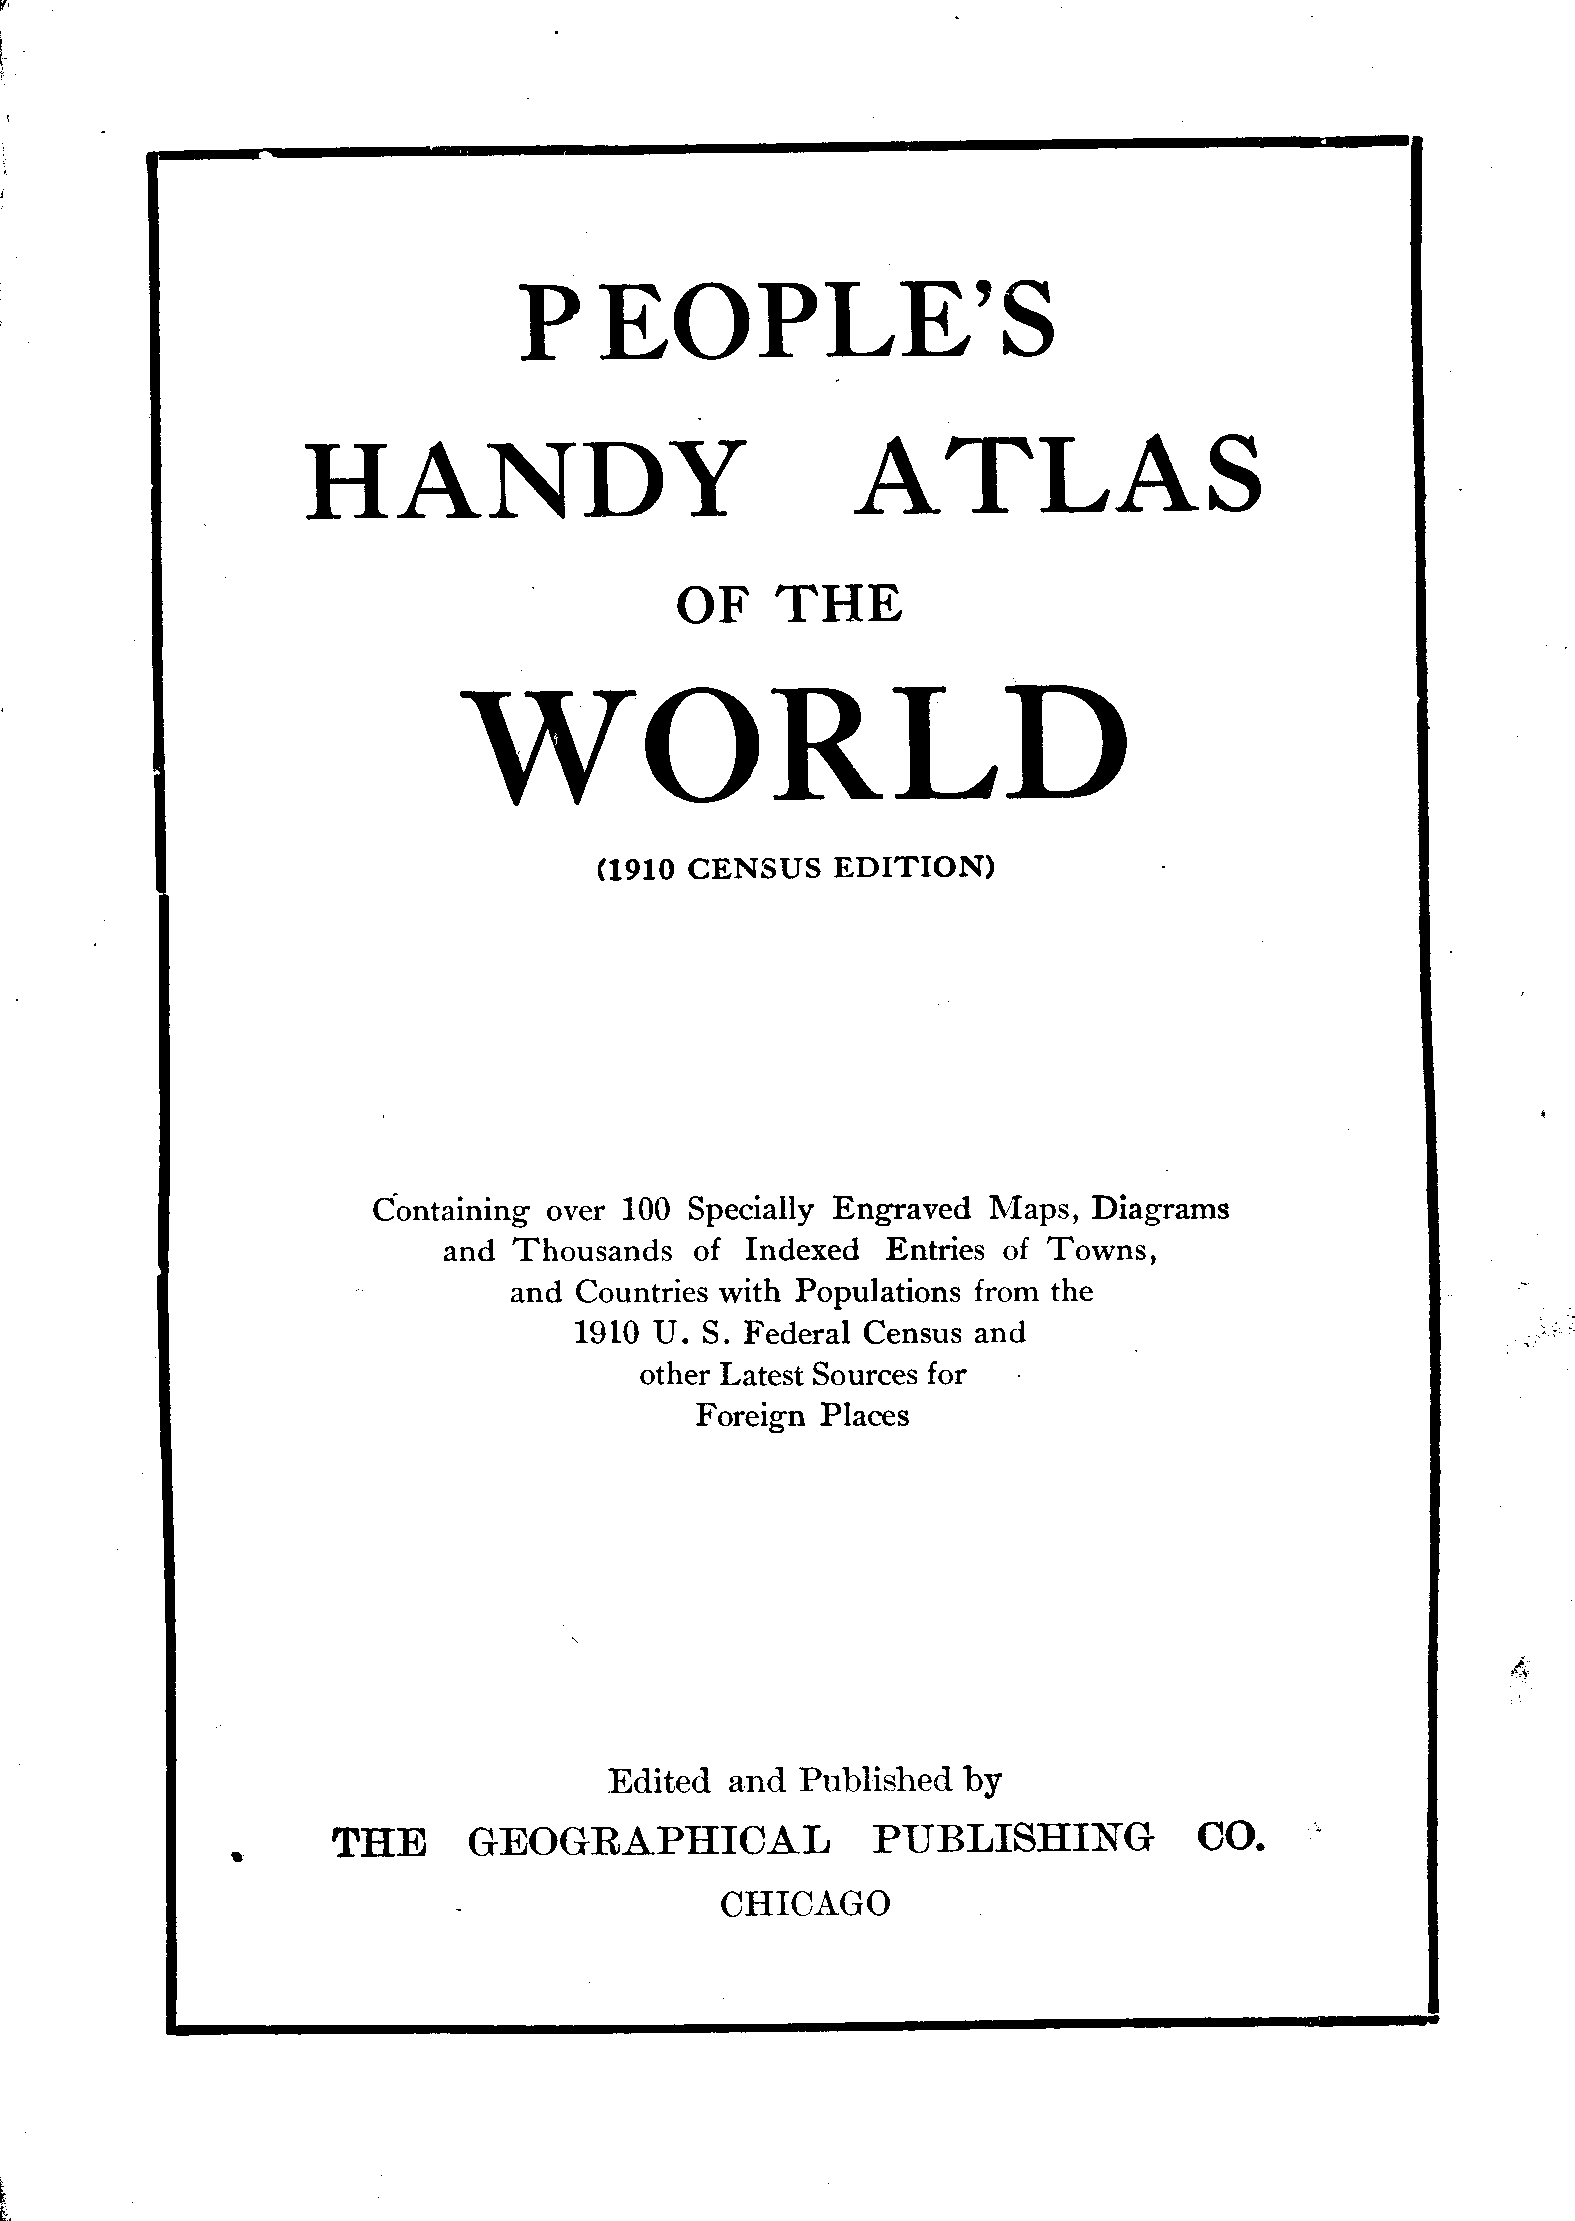 PEOPLE'S
HANDY ATLAS
OF THE
WORLD
(1910 CENSUS EDITION)
Containing over 100 Specially Engraved Maps, Diagrams
and Thousands of Indexed Entries of Towns,
and Countries with Populations from the
1910 U. S. Federal Census and
other Latest Sources for
Foreign Places
Edited and Published by
THE GEOGRAPHICAL PUBLISHING CO.
CHICAGO